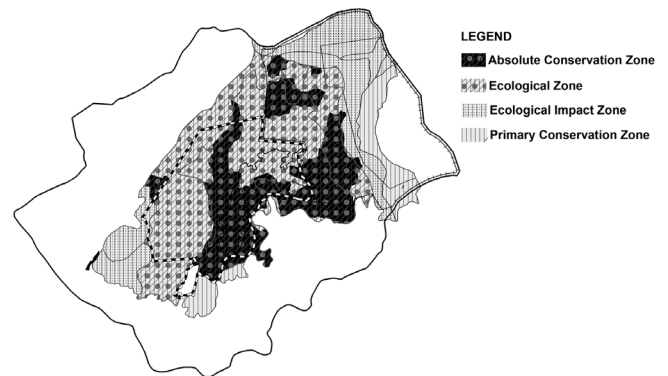 LEGEND
Absolute Conservation Zone
Ecological Zone
Ecological Impact Zone
Primary Conservation Zone